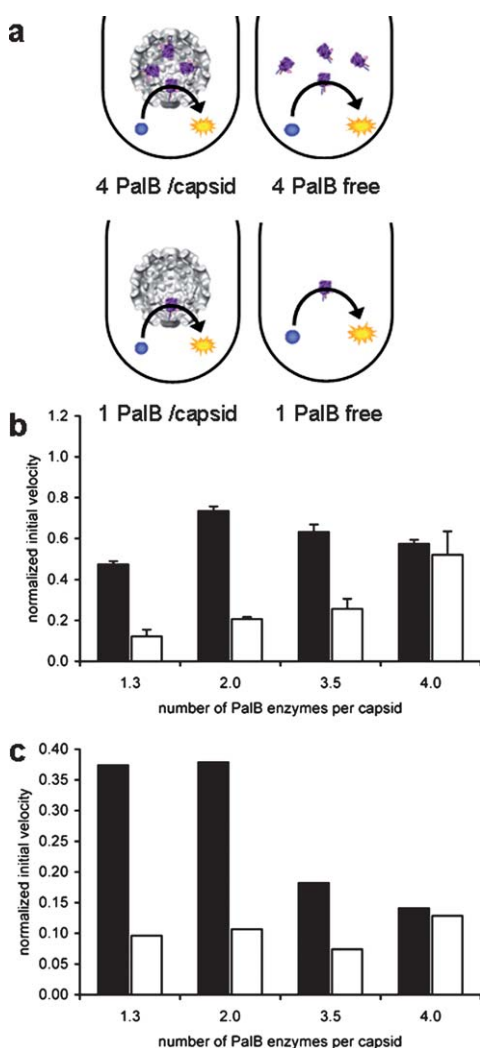 a
4 PalB /capsid 4 PalB free
1 PalB /capsid 1 PalB free
b
normalized initial velocity
1.2
1.0
0.8
0.6
0.4
0.2
0.0
1.3 2.0 3.5 4.0
number of PalB enzymes per capsid
c
normalized initial velocity
0.40
0.35
0.30
0.25
0.20
0.15
0.10
0.05
0.00
1.3 2.0 3.5 4.0
number of PalB enzymes per capsid